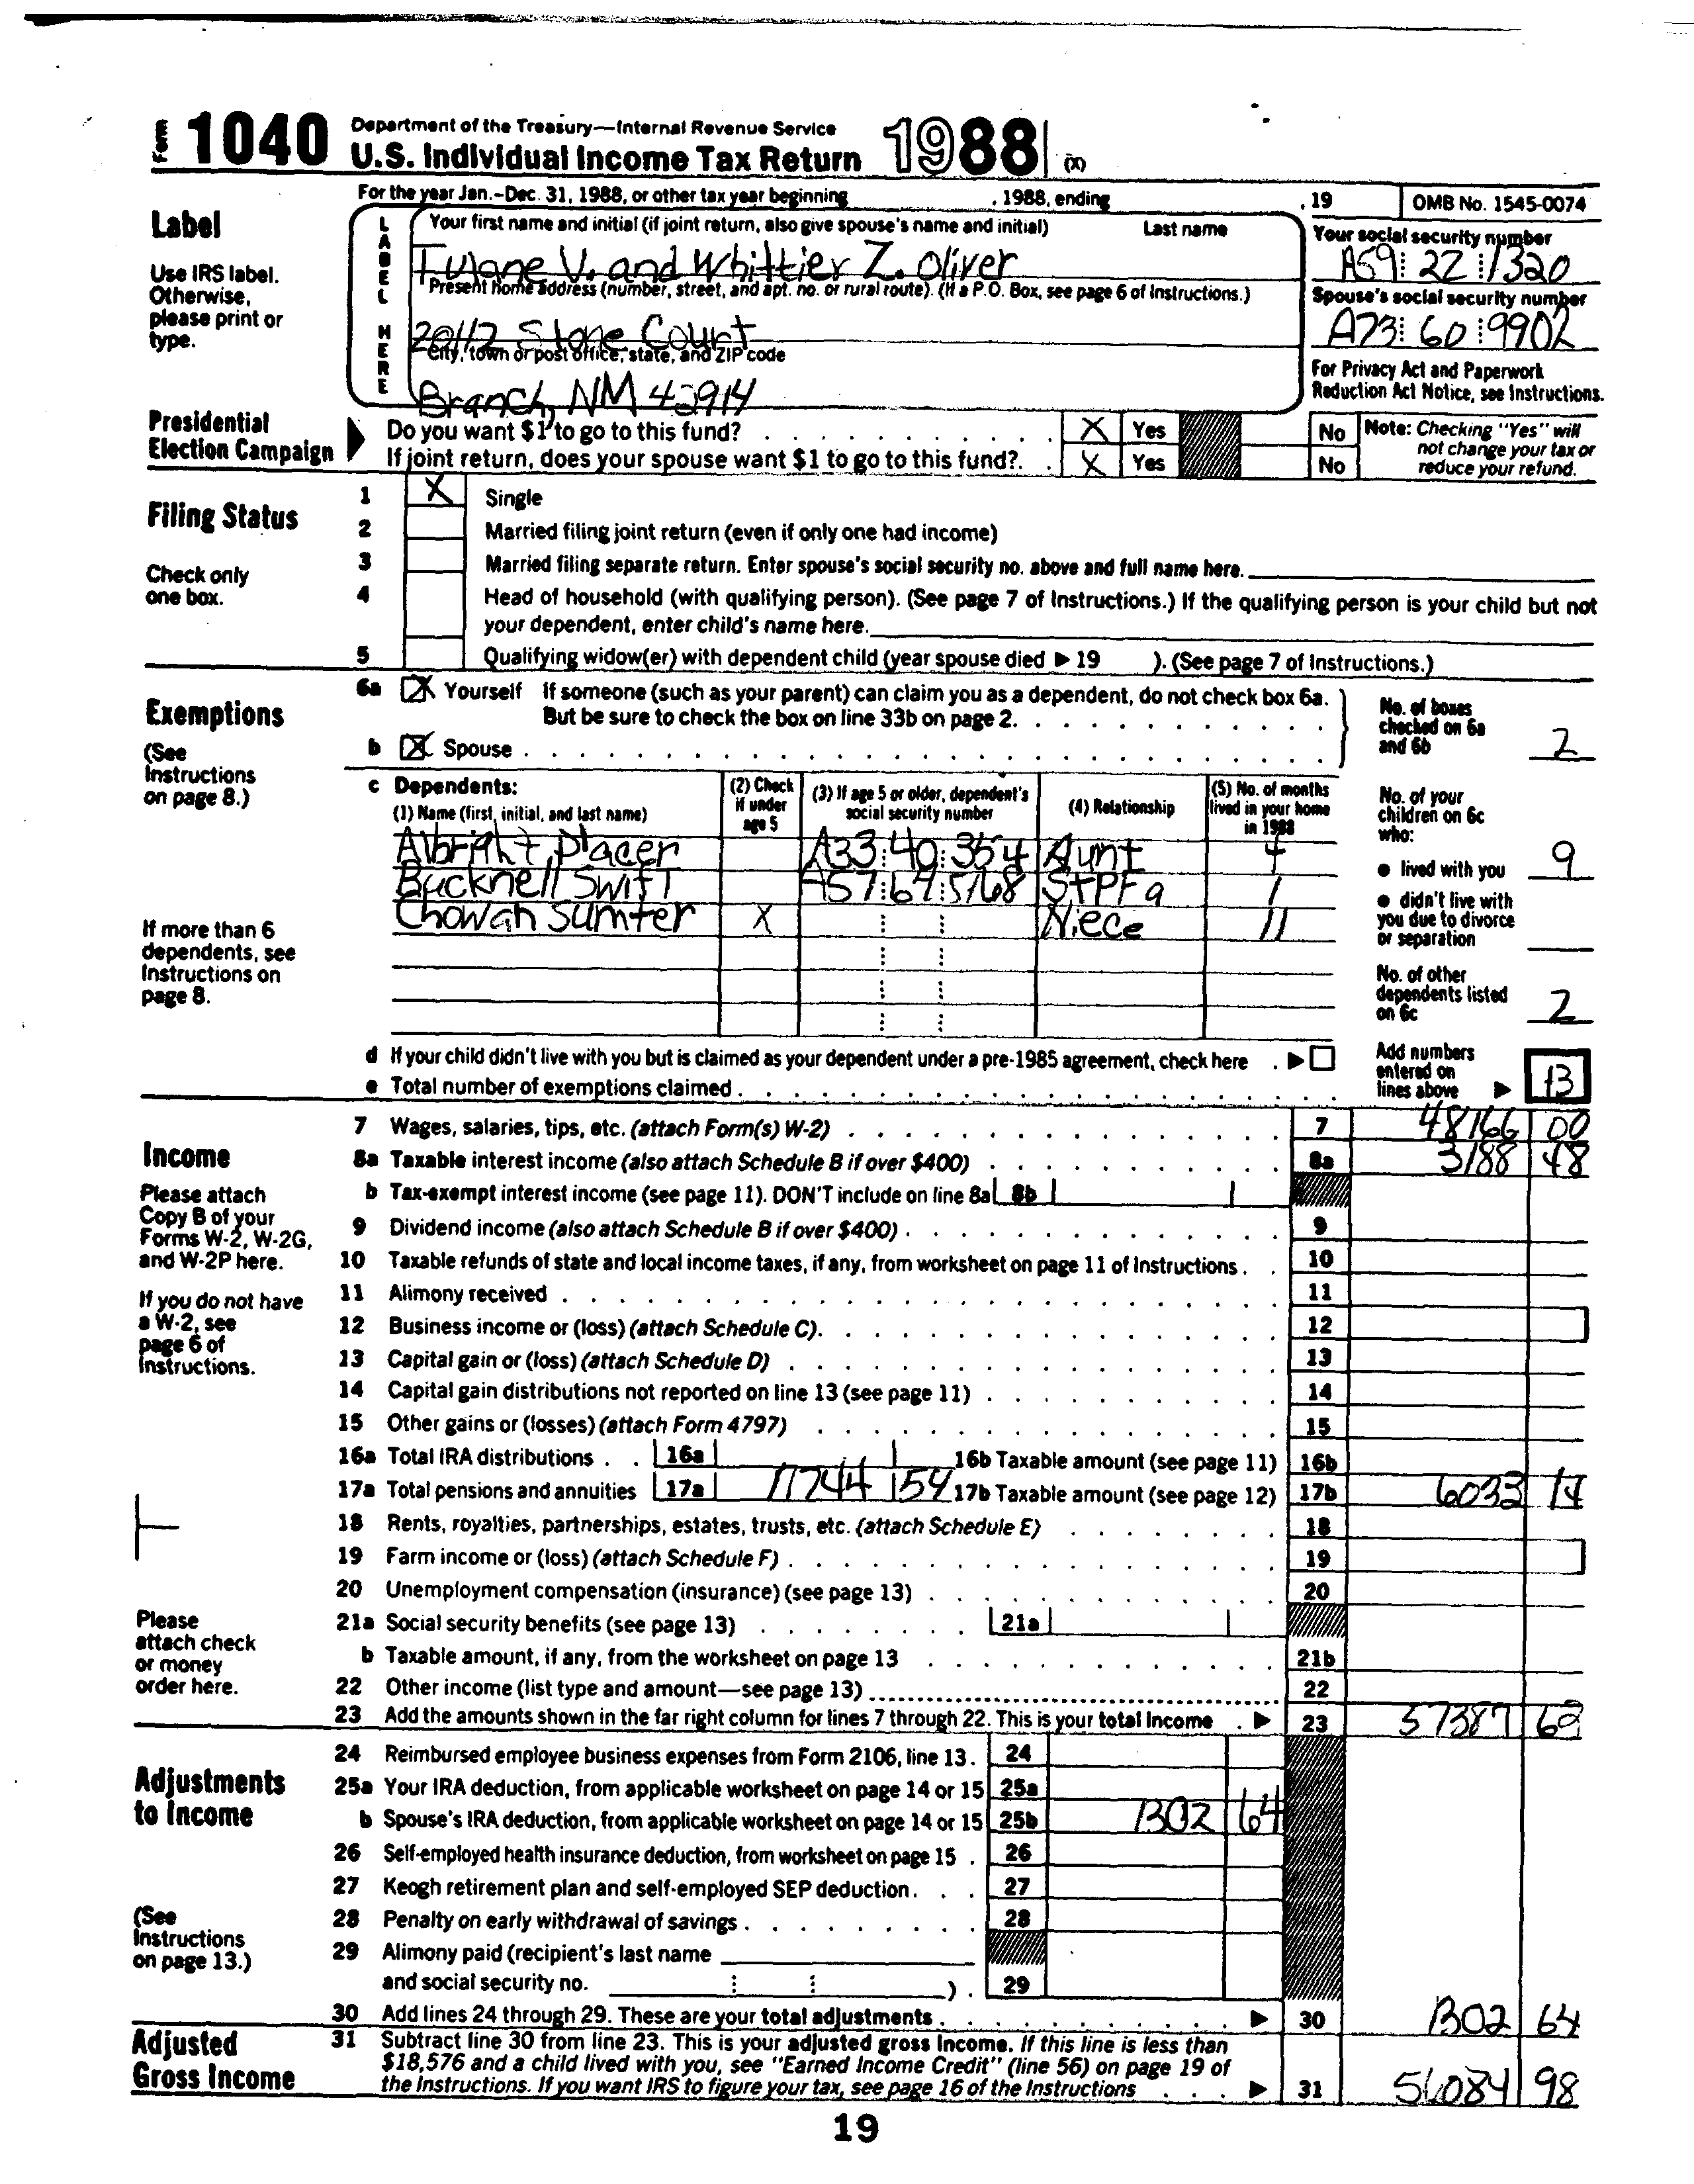 Form 1040 Department of the Treasury—Internal Revenue Service
U.S. Individual Income Tax Return 1988 (X)
For the year Jan.-Dec. 31, 1988, or other tax year beginning , 1988, ending , 19 OMB No. 1545-0074
Label
Use IRS label.
Otherwise,
please print or
type.
LABEL HERE
Your first name and initial (if joint return, also give spouse's name and initial) Last name
Tulane V. and Whittier Z. Oliver
Your social security number
A59 22 1320
Present home address (number, street, and apt. no. or rural route). (If a P.O. Box, see page 6 of Instructions.)
Stone Court
Spouse's social security number
A73 60 9902
City, town or post office, state, and ZIP code
Branch, NM
For Privacy Act and Paperwork
Reduction Act Notice, see Instructions.
Presidential
Election Campaign
Do you want $1 to go to this fund? X Yes No
If joint return, does your spouse want $1 to go to this fund? X Yes No
Note: Checking "Yes" will
not change your tax or
reduce your refund.
Filing Status
Check only
one box.
1 X Single
2 Married filing joint return (even if only one had income)
3 Married filing separate return. Enter spouse's social security no. above and full name here.
4 Head of household (with qualifying person). (See page 7 of Instructions.) If the qualifying person is your child but not
your dependent, enter child's name here.
5 Qualifying widow(er) with dependent child (year spouse died ▶ 19 ). (See page 7 of Instructions.)
Exemptions
(See
Instructions
on page 8.)
If more than 6
dependents, see
Instructions on
page 8.
6a X Yourself If someone (such as your parent) can claim you as a dependent, do not check box 6a.
But be sure to check the box on line 33b on page 2.
b X Spouse
No. of boxes
checked on 6a
and 6b 2
c Dependents:
(1) Name (first, initial, and last name)
(2) Check
if under
age 5
(3) If age 5 or older, dependent's
social security number
(4) Relationship
(5) No. of months
lived in your home
in 1988
Albright Placer A33 40 354 Aunt 4
Bucknell Swift A57 67 5168 StPFa 1
Chowan Sumter X Niece 11
No. of your
children on 6c
who:
● lived with you 9
● didn't live with
you due to divorce
or separation
No. of other
dependents listed
on 6c 2
d If your child didn't live with you but is claimed as your dependent under a pre-1985 agreement, check here ▶
e Total number of exemptions claimed
Add numbers
entered on
lines above ▶ 13
Income
Please attach
Copy B of your
Forms W-2, W-2G,
and W-2P here.
If you do not have
a W-2, see
page 6 of
Instructions.
Please
attach check
or money
order here.
7 Wages, salaries, tips, etc. (attach Form(s) W-2) 7 48166 00
8a Taxable interest income (also attach Schedule B if over $400) 8a 3188 48
b Tax-exempt interest income (see page 11). DON'T include on line 8a 8b
9 Dividend income (also attach Schedule B if over $400) 9
10 Taxable refunds of state and local income taxes, if any, from worksheet on page 11 of Instructions 10
11 Alimony received 11
12 Business income or (loss) (attach Schedule C) 12
13 Capital gain or (loss) (attach Schedule D) 13
14 Capital gain distributions not reported on line 13 (see page 11) 14
15 Other gains or (losses) (attach Form 4797) 15
16a Total IRA distributions 16a 16b Taxable amount (see page 11) 16b
17a Total pensions and annuities 17a 11744 54 17b Taxable amount (see page 12) 17b 6033 14
18 Rents, royalties, partnerships, estates, trusts, etc. (attach Schedule E) 18
19 Farm income or (loss) (attach Schedule F) 19
20 Unemployment compensation (insurance) (see page 13) 20
21a Social security benefits (see page 13) 21a
b Taxable amount, if any, from the worksheet on page 13 21b
22 Other income (list type and amount—see page 13) 22
23 Add the amounts shown in the far right column for lines 7 through 22. This is your total income ▶ 23 57387 62
Adjustments
to Income
(See
Instructions
on page 13.)
24 Reimbursed employee business expenses from Form 2106, line 13. 24
25a Your IRA deduction, from applicable worksheet on page 14 or 15 25a
b Spouse's IRA deduction, from applicable worksheet on page 14 or 15 25b 1302 64
26 Self-employed health insurance deduction, from worksheet on page 15 26
27 Keogh retirement plan and self-employed SEP deduction 27
28 Penalty on early withdrawal of savings 28
29 Alimony paid (recipient's last name
and social security no. ) 29
30 Add lines 24 through 29. These are your total adjustments ▶ 30 1302 64
Adjusted
Gross Income
31 Subtract line 30 from line 23. This is your adjusted gross income. If this line is less than
$18,576 and a child lived with you, see "Earned Income Credit" (line 56) on page 19 of
the Instructions. If you want IRS to figure your tax, see page 16 of the Instructions ▶ 31 56084 98
19